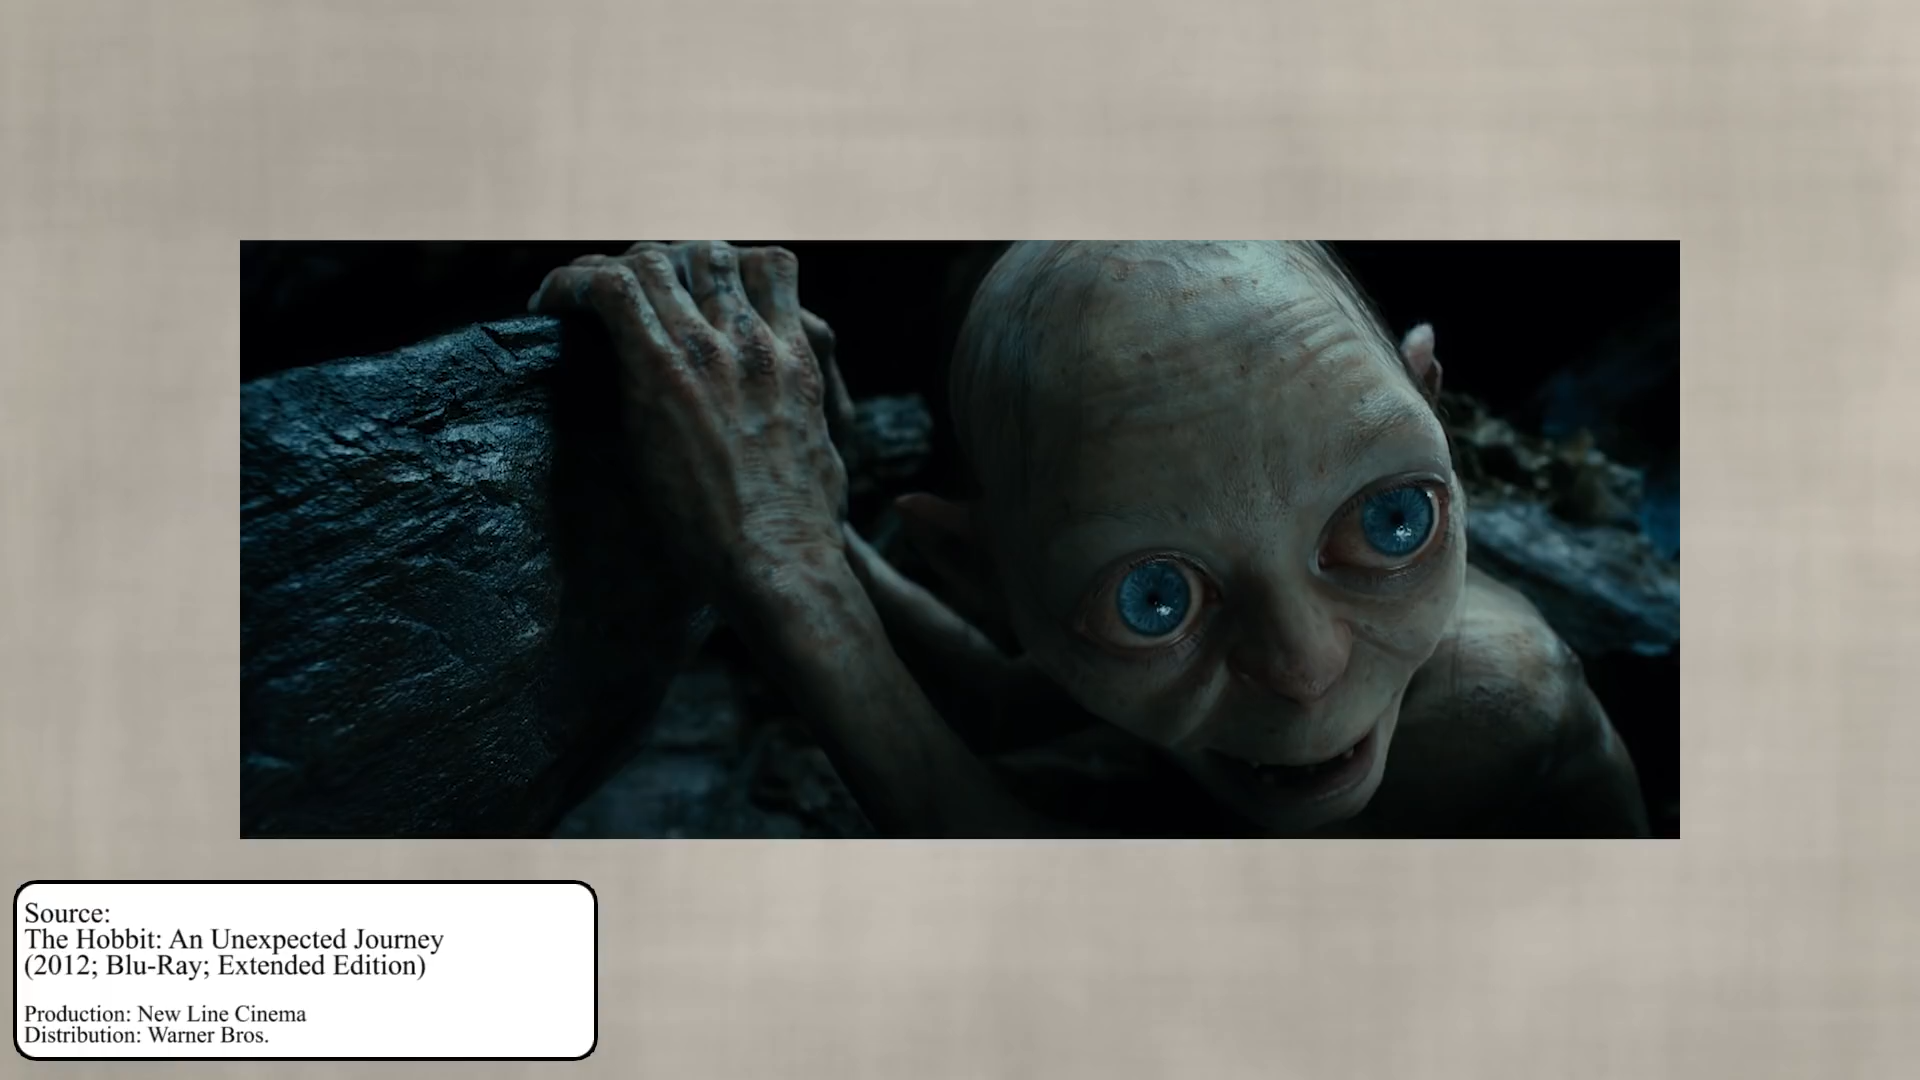 Source:
The Hobbit: An Unexpected Journey
(2012; Blu-Ray; Extended Edition)
Production: New Line Cinema
Distribution: Warner Bros.